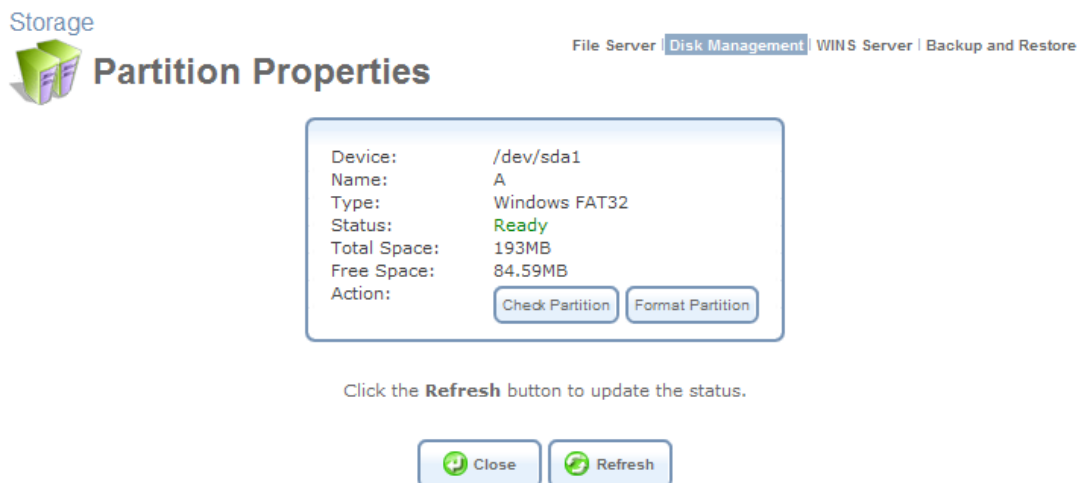 Storage
File Server | Disk Management | WINS Server | Backup and Restore
Partition Properties
Device: /dev/sda1
Name: A
Type: Windows FAT32
Status: Ready
Total Space: 193MB
Free Space: 84.59MB
Action: Check Partition Format Partition
Click the Refresh button to update the status.
Close Refresh